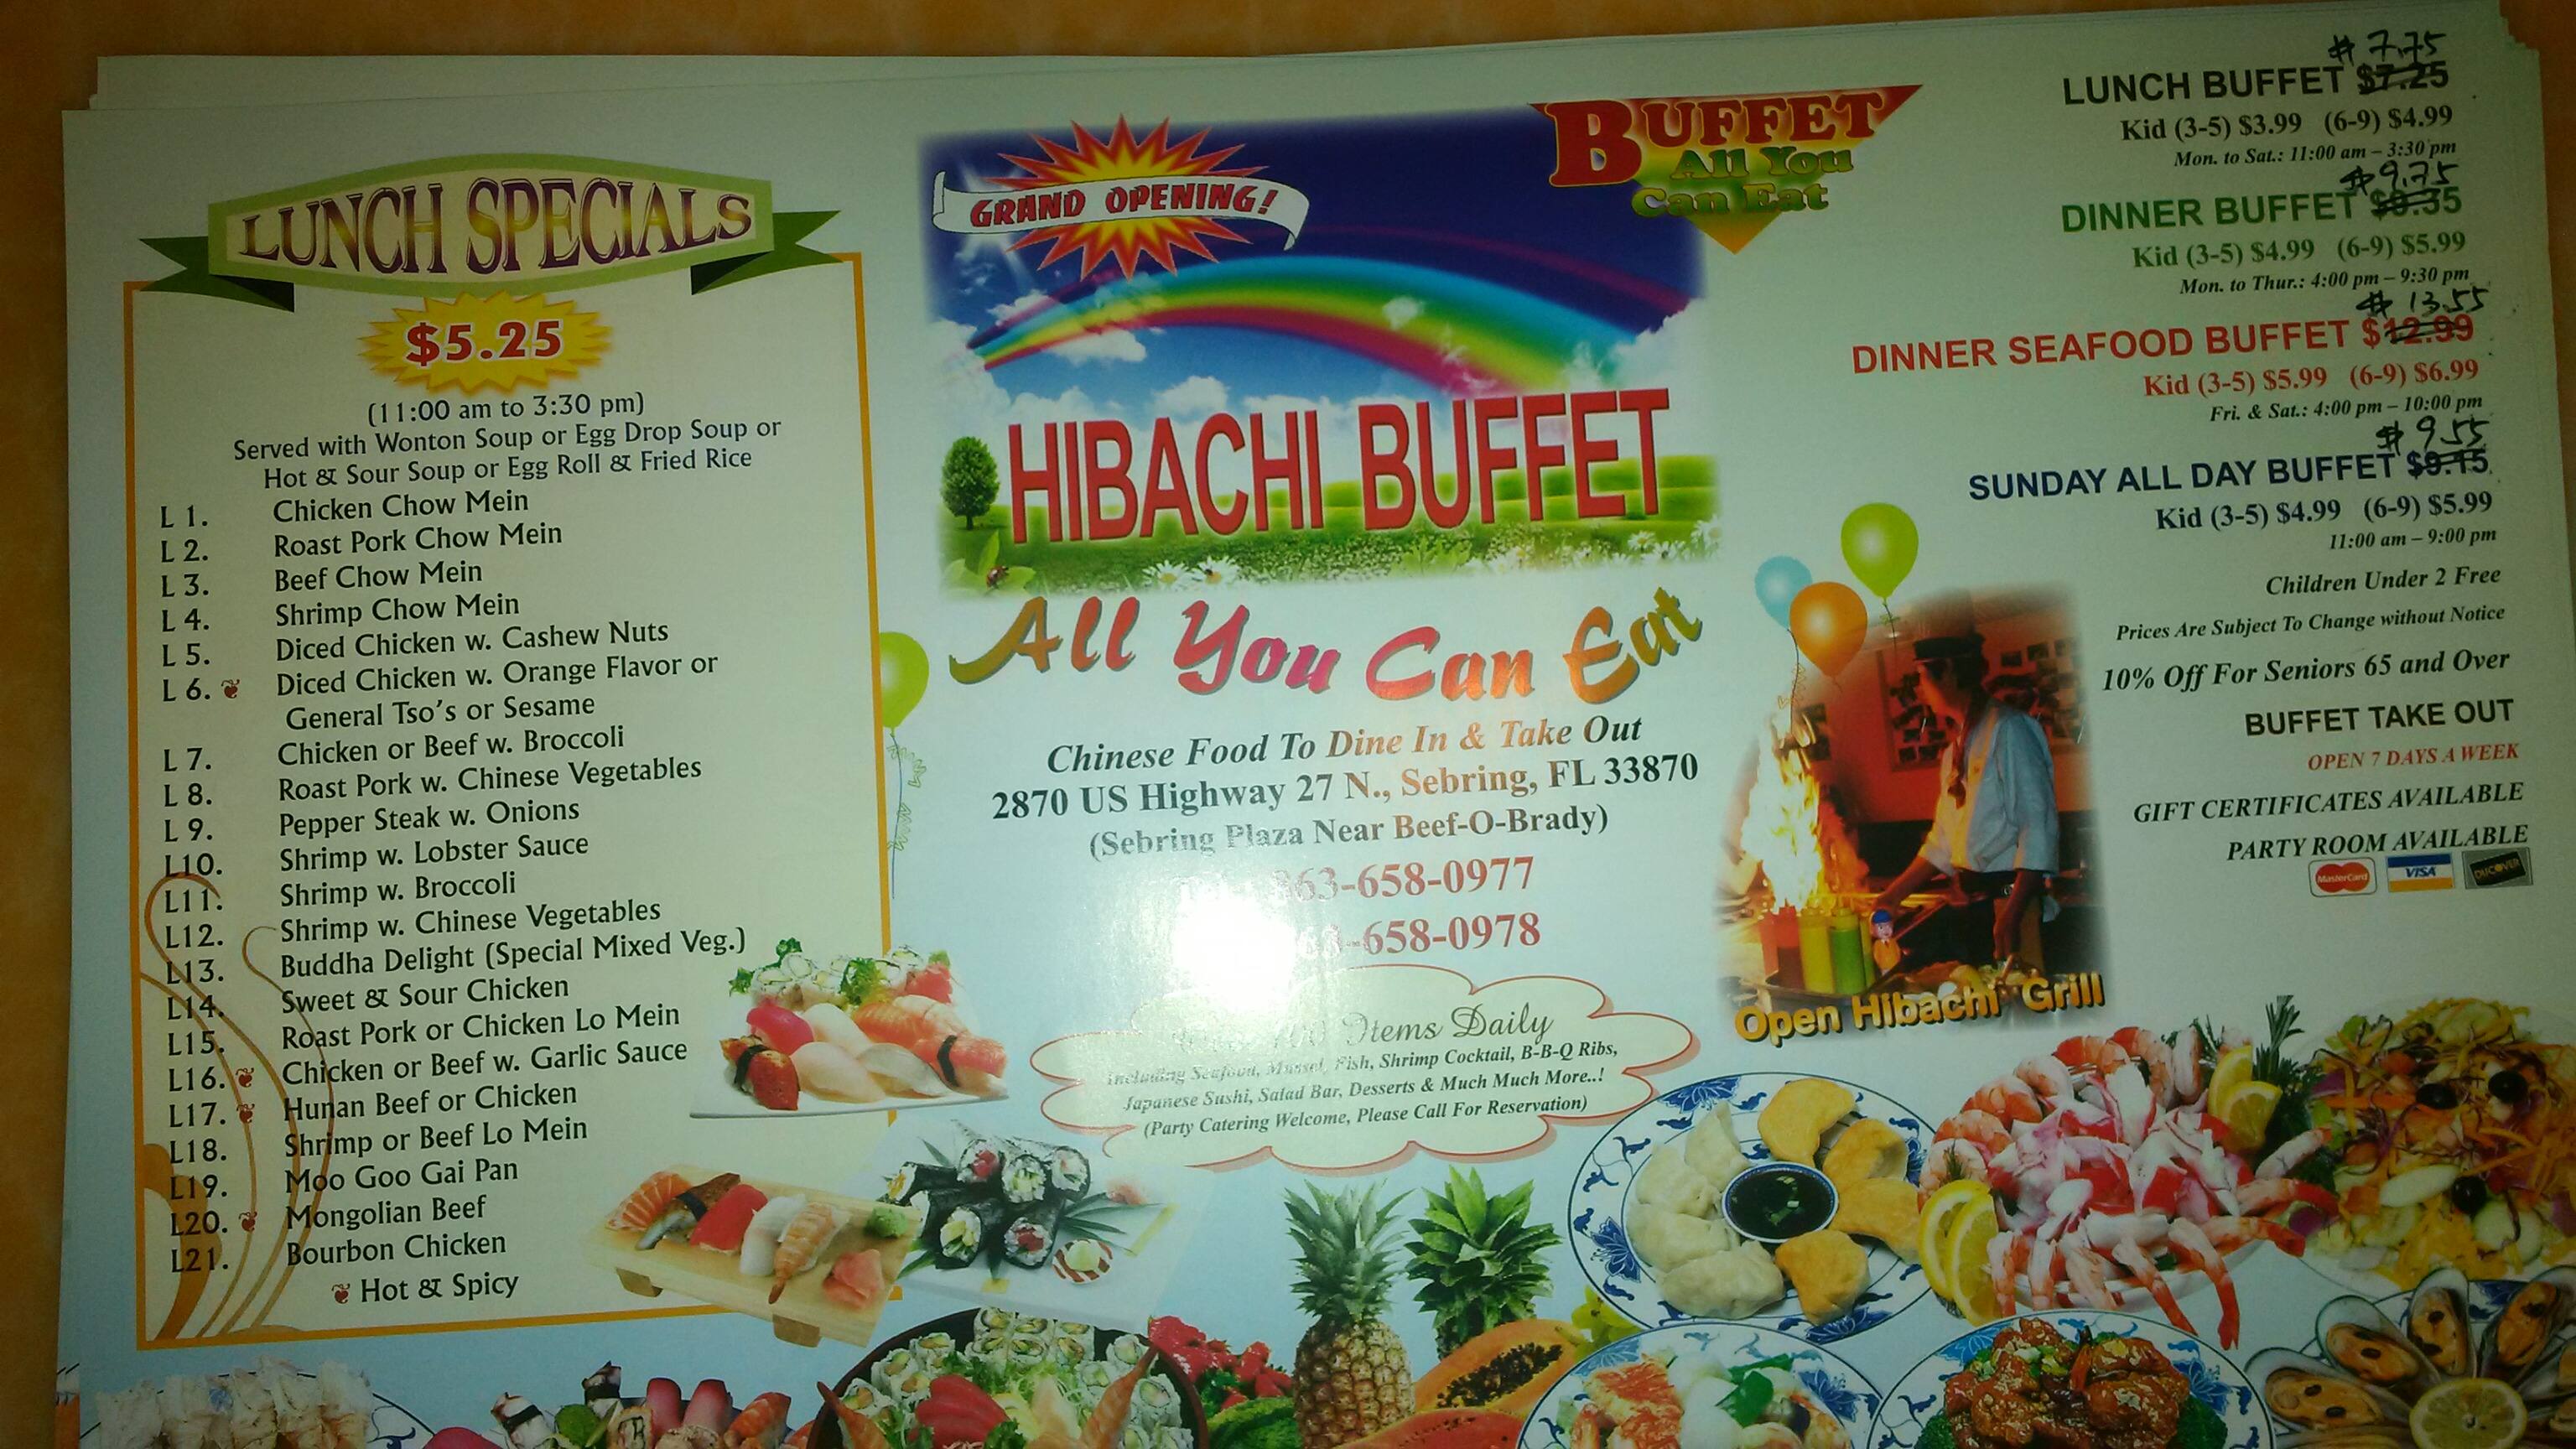 LUNCH SPECIALS
$5.25
(11:00 am to 3:30 pm)
Served with Wonton Soup or Egg Drop Soup or
Hot & Sour Soup or Egg Roll & Fried Rice
L 1. Chicken Chow Mein
L 2. Roast Pork Chow Mein
L 3. Beef Chow Mein
L 4. Shrimp Chow Mein
L 5. Diced Chicken w. Cashew Nuts
L 6. Diced Chicken w. Orange Flavor or
General Tso's or Sesame
L 7. Chicken or Beef w. Broccoli
L 8. Roast Pork w. Chinese Vegetables
L 9. Pepper Steak w. Onions
L10. Shrimp w. Lobster Sauce
L11. Shrimp w. Broccoli
L12. Shrimp w. Chinese Vegetables
L13. Buddha Delight (Special Mixed Veg.)
L14. Sweet & Sour Chicken
L15. Roast Pork or Chicken Lo Mein
L16. Chicken or Beef w. Garlic Sauce
L17. Hunan Beef or Chicken
L18. Shrimp or Beef Lo Mein
L19. Moo Goo Gai Pan
L20. Mongolian Beef
L21. Bourbon Chicken
Hot & Spicy
GRAND OPENING!
BUFFET
All You
Can Eat
HIBACHI BUFFET
All You Can Eat
Chinese Food To Dine In & Take Out
2870 US Highway 27 N., Sebring, FL 33870
(Sebring Plaza Near Beef-O-Brady)
863-658-0977
-658-0978
100 Items Daily
Including Seafood, Mussel, Fish, Shrimp Cocktail, B-B-Q Ribs,
Japanese Sushi, Salad Bar, Desserts & Much Much More..!
(Party Catering Welcome, Please Call For Reservation)
$7.75
LUNCH BUFFET $7.25
Kid (3-5) $3.99 (6-9) $4.99
Mon. to Sat.: 11:00 am – 3:30 pm
$9.75
DINNER BUFFET $9.35
Kid (3-5) $4.99 (6-9) $5.99
Mon. to Thur.: 4:00 pm – 9:30 pm
$13.55
DINNER SEAFOOD BUFFET $12.99
Kid (3-5) $5.99 (6-9) $6.99
Fri. & Sat.: 4:00 pm – 10:00 pm
$9.55
SUNDAY ALL DAY BUFFET $9.15
Kid (3-5) $4.99 (6-9) $5.99
11:00 am – 9:00 pm
Children Under 2 Free
Prices Are Subject To Change without Notice
10% Off For Seniors 65 and Over
BUFFET TAKE OUT
OPEN 7 DAYS A WEEK
GIFT CERTIFICATES AVAILABLE
PARTY ROOM AVAILABLE
MasterCard VISA DISCOVER
Open Hibachi Grill